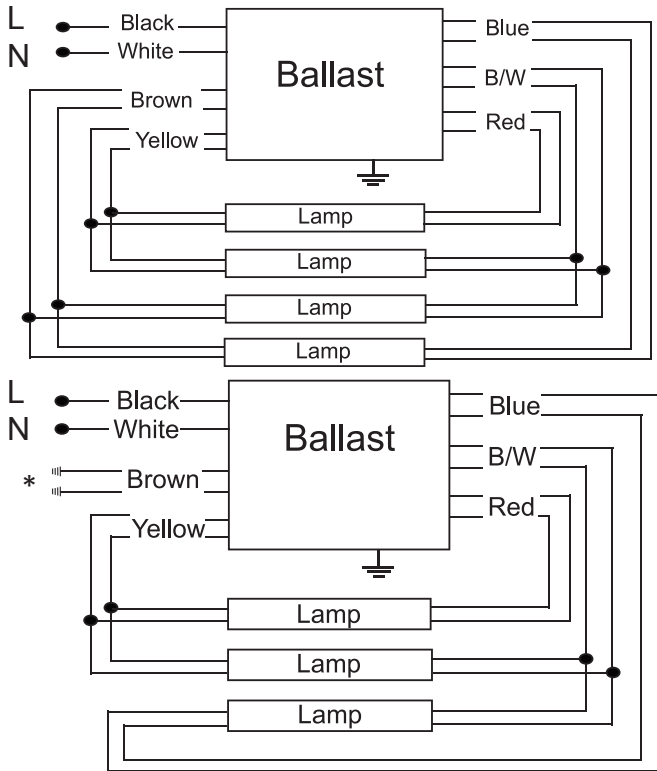 L Black Blue
N White
Ballast B/W
Brown
Red
Yellow
Lamp
Lamp
Lamp
Lamp
L Black Blue
N White
Ballast
B/W
* Brown
Red
Yellow
Lamp
Lamp
Lamp